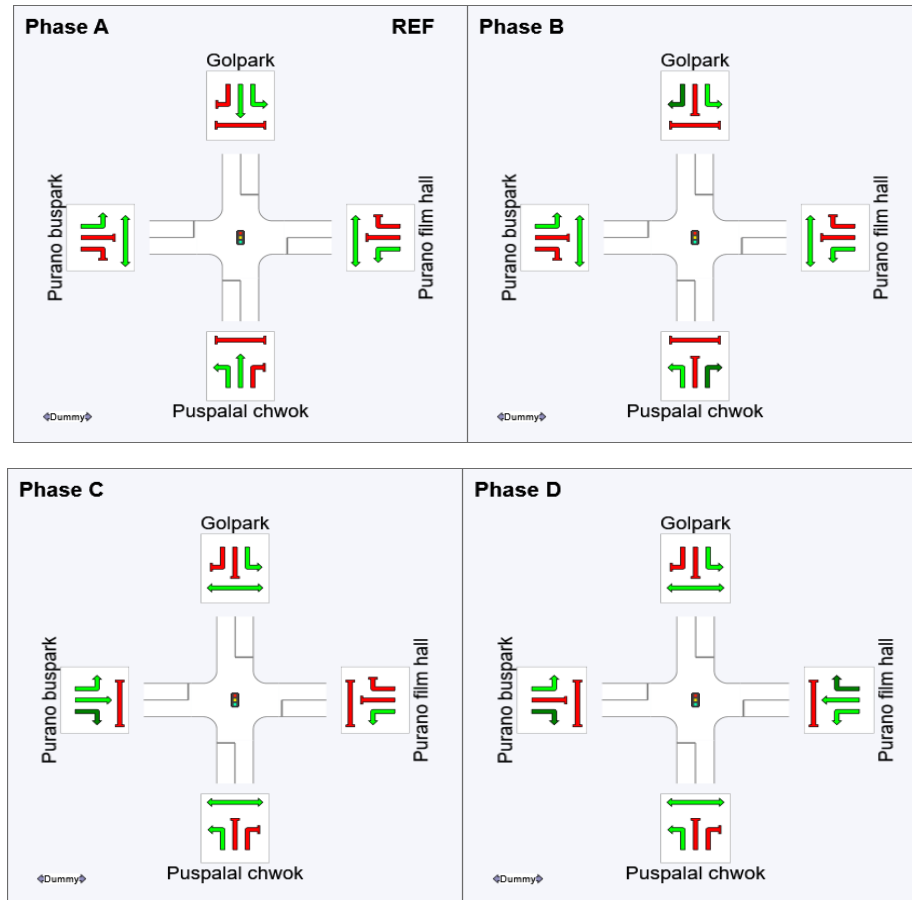 Phase A
REF
Golpark
Purano buspark
Purano film hall
Puspalal chwok
Dummy
Phase B
Golpark
Purano buspark
Purano film hall
Puspalal chwok
Dummy
Phase C
Golpark
Purano buspark
Purano film hall
Puspalal chwok
Dummy
Phase D
Golpark
Purano buspark
Purano film hall
Puspalal chwok
Dummy